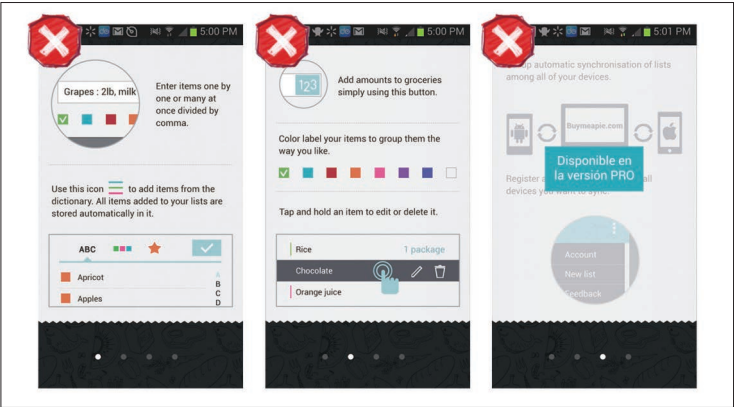 5:00 PM
Grapes : 2lb, milk
Enter items one by
one or many at
once divided by
comma.
Use this icon to add items from the
dictionary. All items added to your lists are
stored automatically in it.
ABC
Apricot
Apples
A
B
C
D
5:00 PM
123
Add amounts to groceries
simply using this button.
Color label your items to group them the
way you like.
Tap and hold an item to edit or delete it.
Rice 1 package
Chocolate
Orange juice
5:01 PM
automatic synchronisation of lists
among all of your devices.
Buymeapie.com
Disponible en
la versión PRO
Register all
devices you want to sync.
Account
New list
Feedback